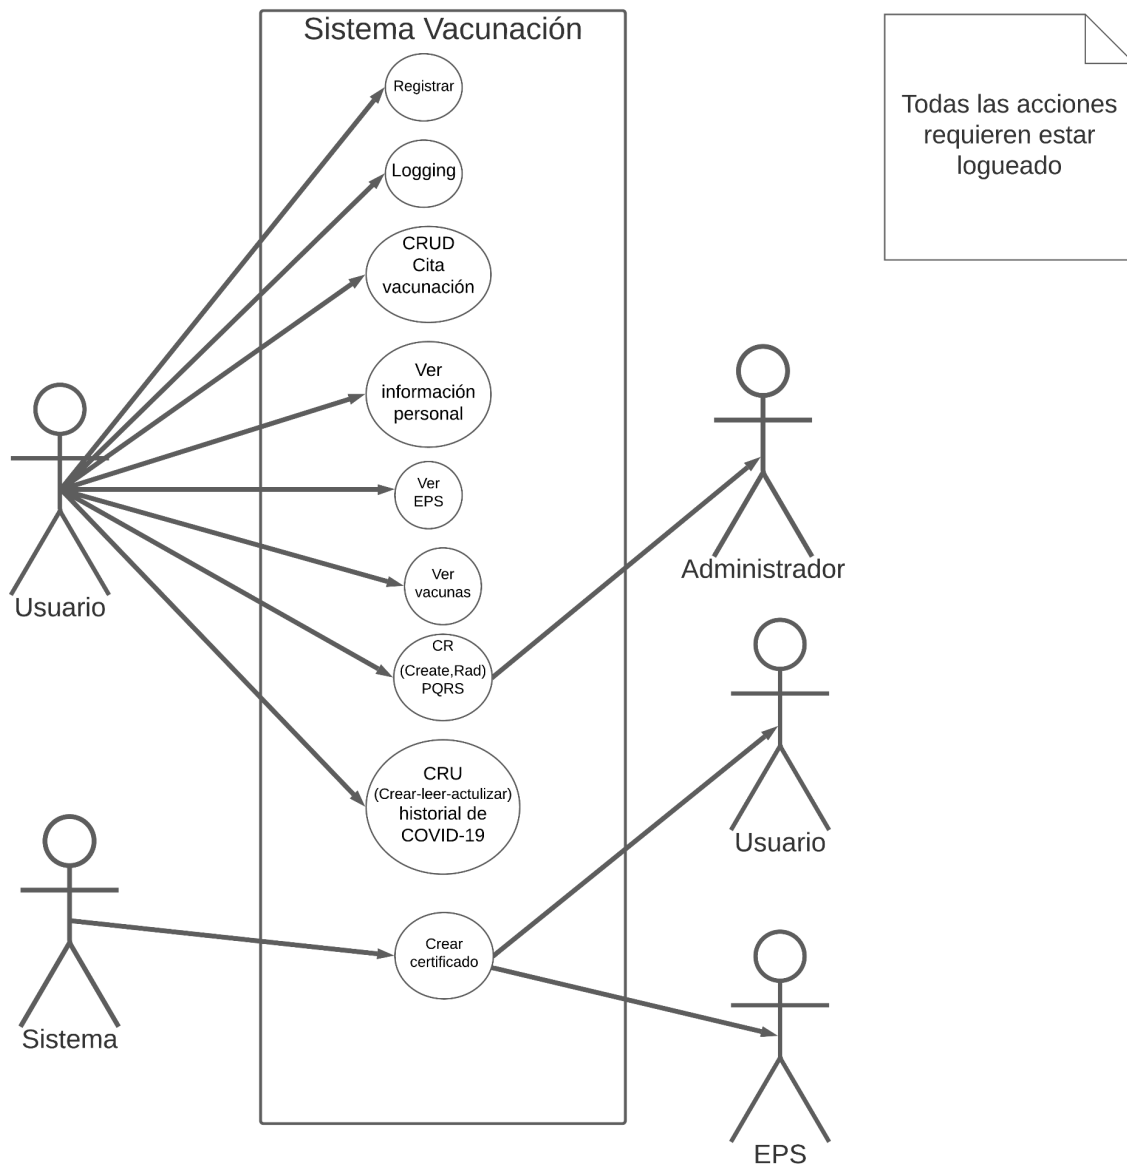 Sistema Vacunación
Registrar
Logging
CRUD
Cita
vacunación
Ver
información
personal
Ver
EPS
Ver
vacunas
CR
(Create,Rad)
PQRS
CRU
(Crear-leer-actulizar)
historial de
COVID-19
Crear
certificado
Usuario
Sistema
Todas las acciones
requieren estar
logueado
Administrador
Usuario
EPS